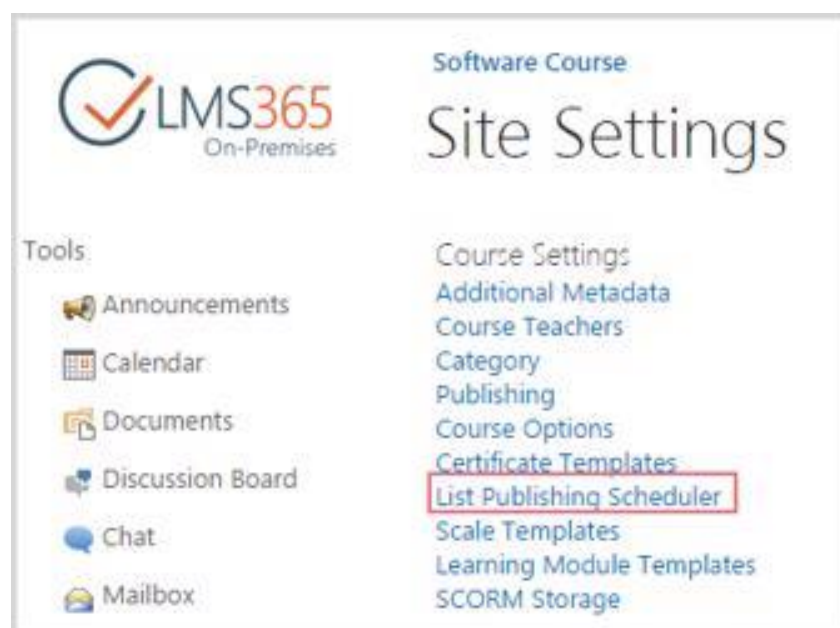 LMS365
On-Premises
Software Course
Site Settings
Tools
Announcements
Calendar
Documents
Discussion Board
Chat
Mailbox
Course Settings
Additional Metadata
Course Teachers
Category
Publishing
Course Options
Certificate Templates
List Publishing Scheduler
Scale Templates
Learning Module Templates
SCORM Storage